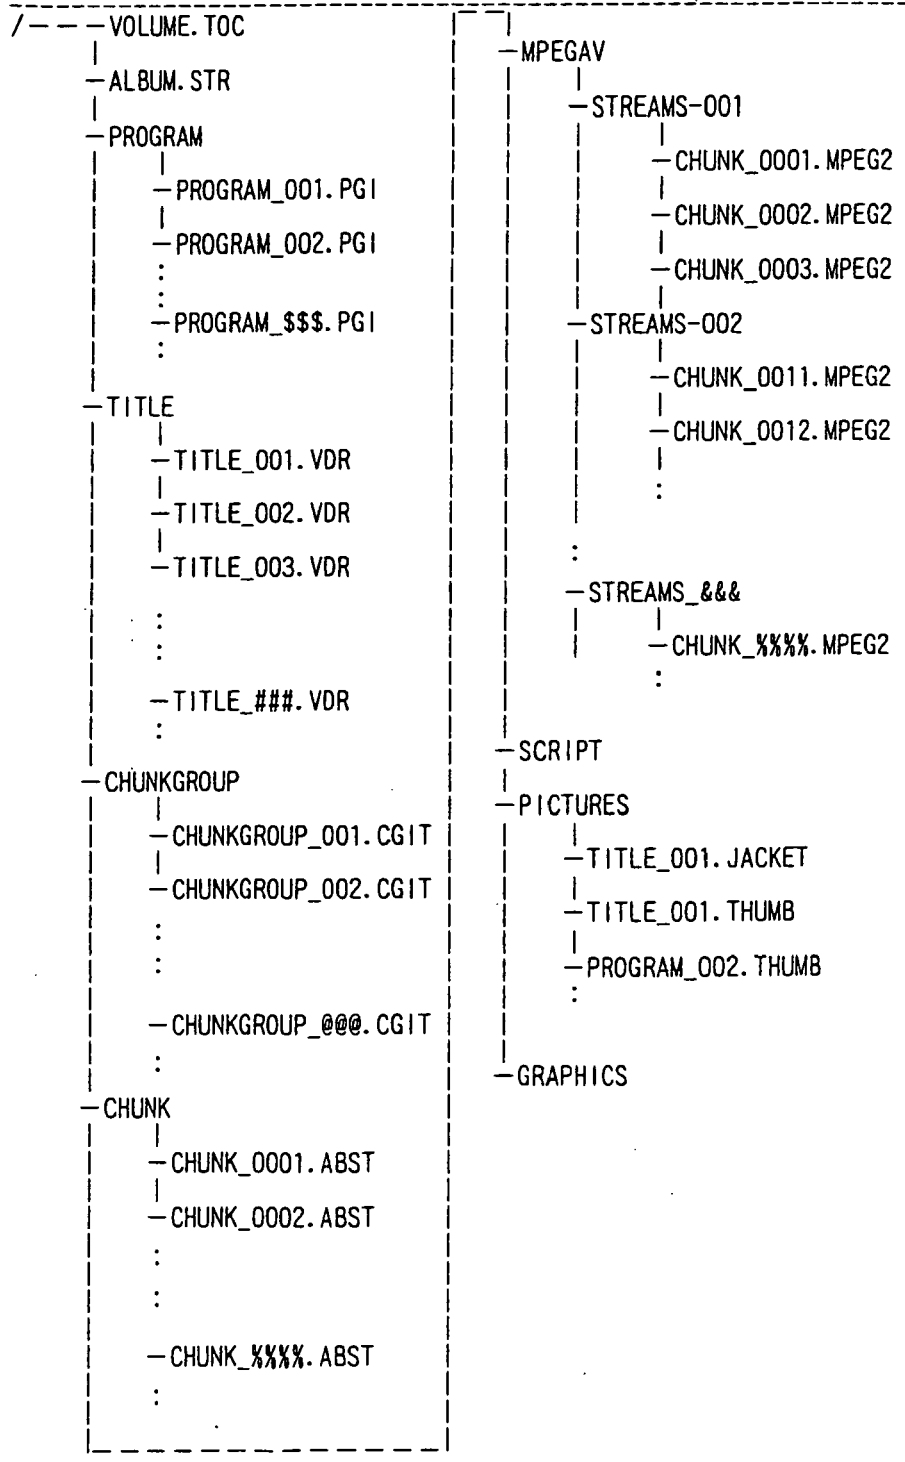 /---VOLUME.TOC
ALBUM.STR
PROGRAM
PROGRAM_001.PGI
PROGRAM_002.PGI
:
:
PROGRAM_$$$.PGI
:
TITLE
TITLE_001.VDR
TITLE_002.VDR
TITLE_003.VDR
:
:
TITLE_###.VDR
:
CHUNKGROUP
CHUNKGROUP_001.CGIT
CHUNKGROUP_002.CGIT
:
:
CHUNKGROUP_@@@.CGIT
:
CHUNK
CHUNK_0001.ABST
CHUNK_0002.ABST
:
:
CHUNK_%%%%.ABST
:
MPEGAV
STREAMS-001
CHUNK_0001.MPEG2
CHUNK_0002.MPEG2
CHUNK_0003.MPEG2
STREAMS-002
CHUNK_0011.MPEG2
CHUNK_0012.MPEG2
:
:
STREAMS_&&&
CHUNK_%%%%.MPEG2
:
SCRIPT
PICTURES
TITLE_001.JACKET
TITLE_001.THUMB
PROGRAM_002.THUMB
:
GRAPHICS